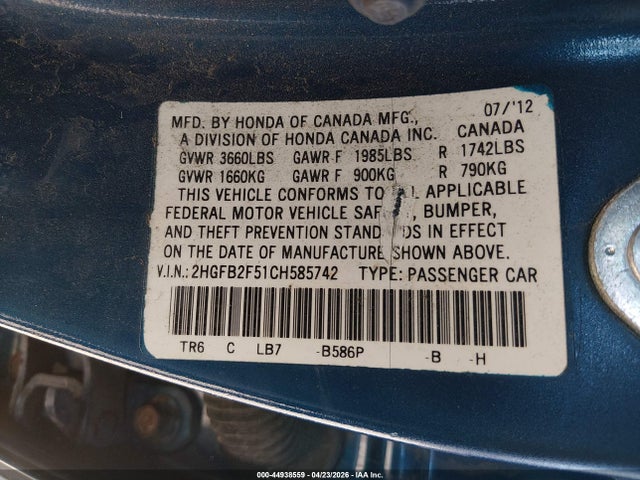 07/'12
MFD. BY HONDA OF CANADA MFG.,
A DIVISION OF HONDA CANADA INC. CANADA
GVWR 3660LBS GAWR F 1985LBS R 1742LBS
GVWR 1660KG GAWR F 900KG R 790KG
THIS VEHICLE CONFORMS TO L APPLICABLE
FEDERAL MOTOR VEHICLE SAF , BUMPER,
AND THEFT PREVENTION STAND DS IN EFFECT
ON THE DATE OF MANUFACTURE SHOWN ABOVE.
V.I.N.: 2HGFB2F51CH585742 TYPE: PASSENGER CAR
TR6 C LB7 -B586P -B -H
000-44938559 | 04/23/2026 | IAA Inc.